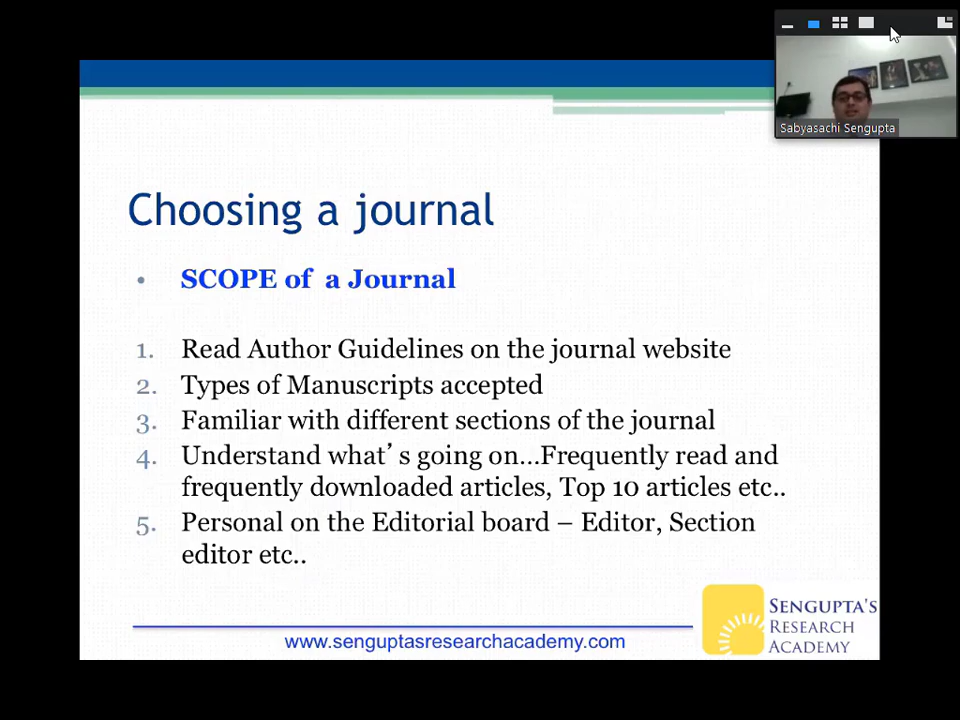 Sabyasachi Sengupta
Choosing a journal
• SCOPE of a Journal
1. Read Author Guidelines on the journal website
2. Types of Manuscripts accepted
3. Familiar with different sections of the journal
4. Understand what's going on...Frequently read and
frequently downloaded articles, Top 10 articles etc..
5. Personal on the Editorial board – Editor, Section
editor etc..
www.senguptasresearchacademy.com
SENGUPTA'S
RESEARCH
ACADEMY